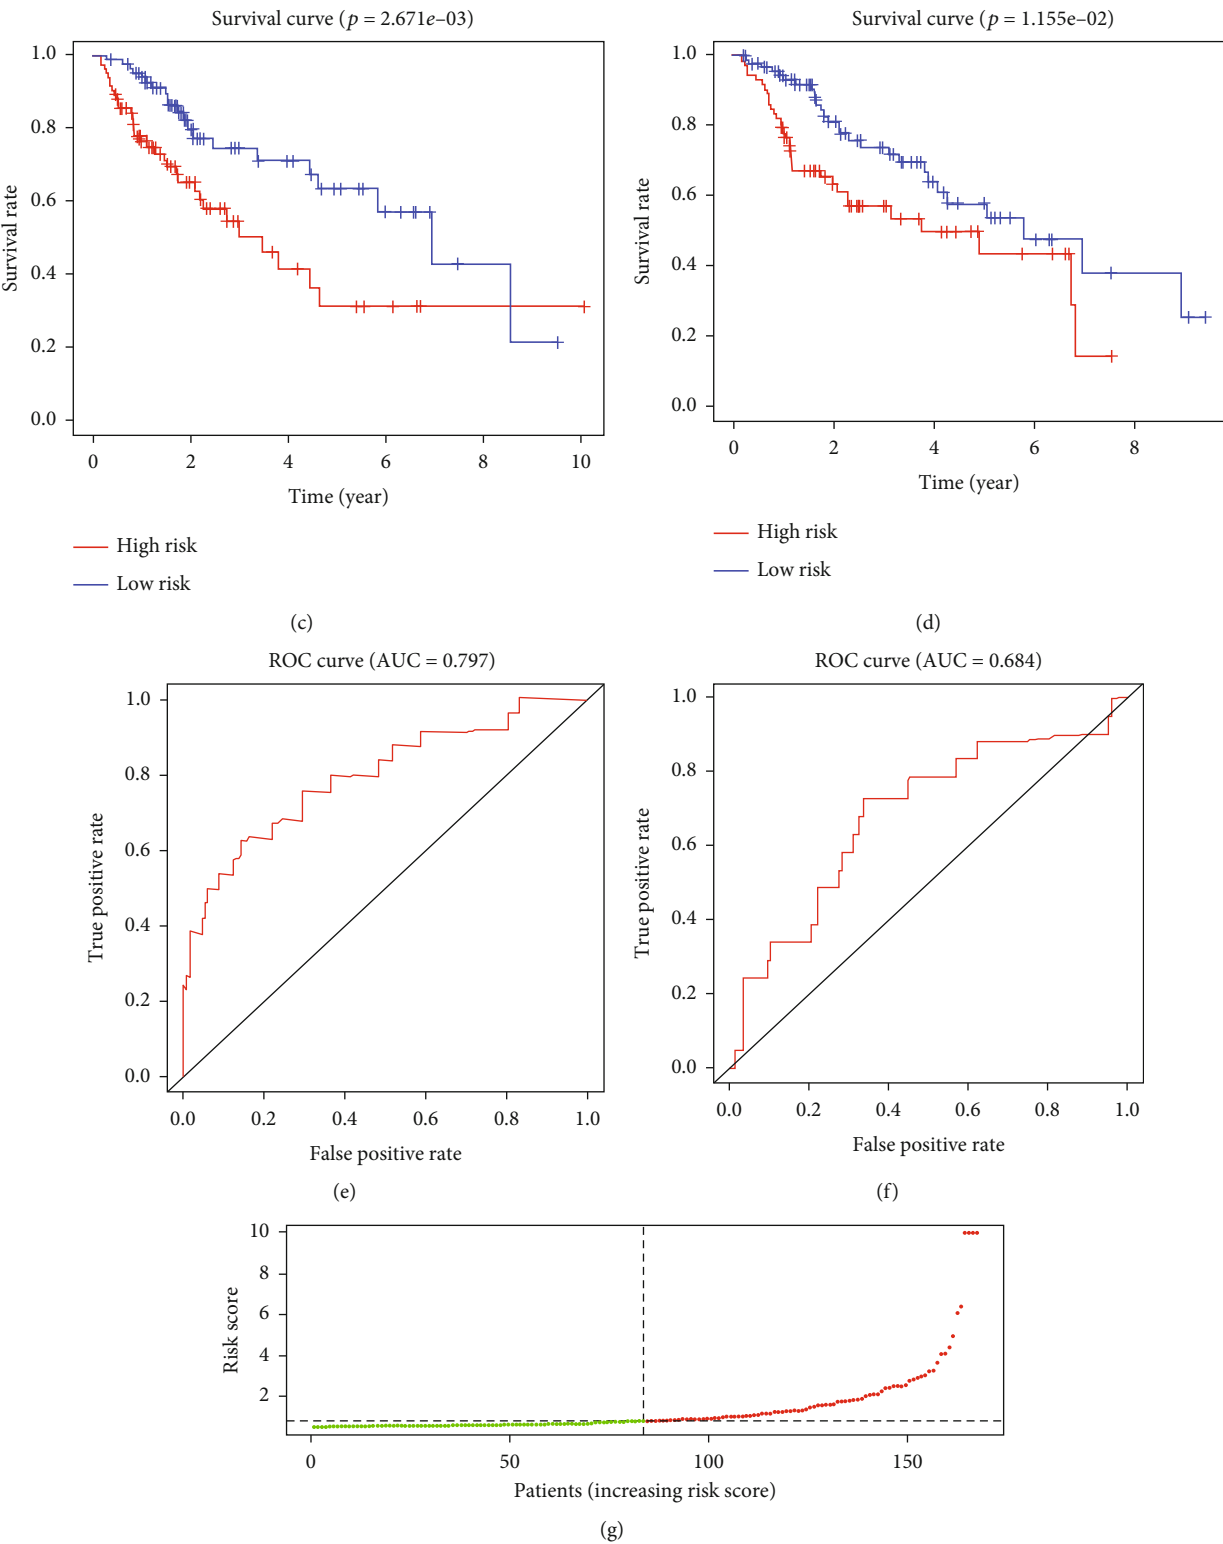 Survival curve (p = 2.671e–03)
1.0
0.8
0.6
0.4
0.2
0.0
Survival rate
0 2 4 6 8 10
Time (year)
High risk
Low risk
(c)
Survival curve (p = 1.155e–02)
1.0
0.8
0.6
0.4
0.2
0.0
Survival rate
0 2 4 6 8
Time (year)
High risk
Low risk
(d)
ROC curve (AUC = 0.797)
1.0
0.8
0.6
0.4
0.2
0.0
True positive rate
0.0 0.2 0.4 0.6 0.8 1.0
False positive rate
(e)
ROC curve (AUC = 0.684)
1.0
0.8
0.6
0.4
0.2
0.0
True positive rate
0.0 0.2 0.4 0.6 0.8 1.0
False positive rate
(f)
10
8
6
4
2
Risk score
0 50 100 150
Patients (increasing risk score)
(g)